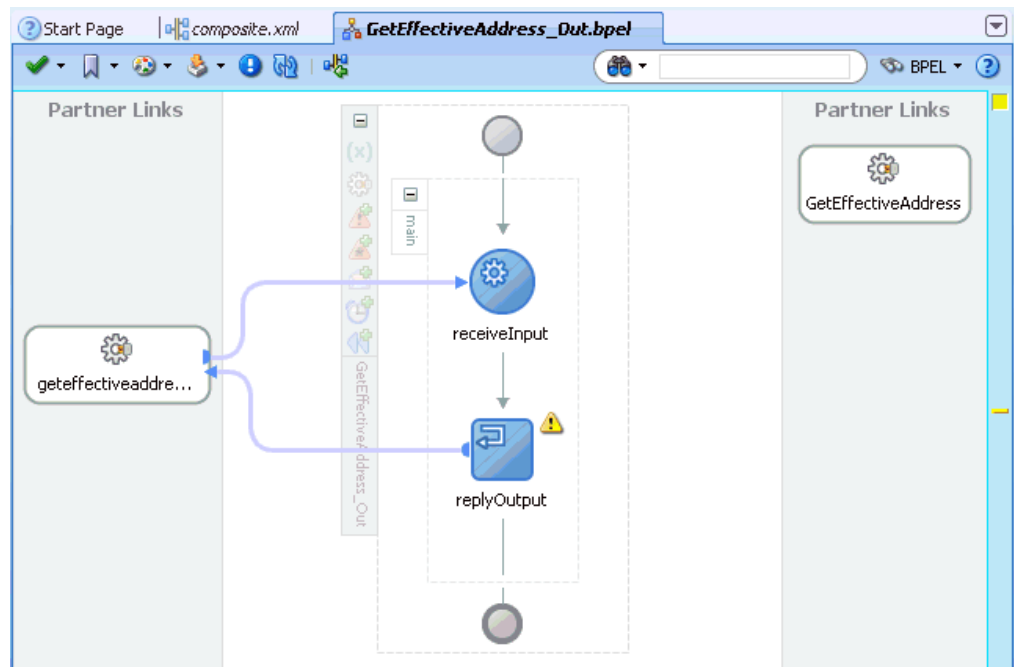 Start Page
composite.xml
GetEffectiveAddress_Out.bpel
BPEL
Partner Links
Partner Links
GetEffectiveAddress
main
receiveInput
geteffectiveaddre...
GetEffectiveAddress_Out
replyOutput